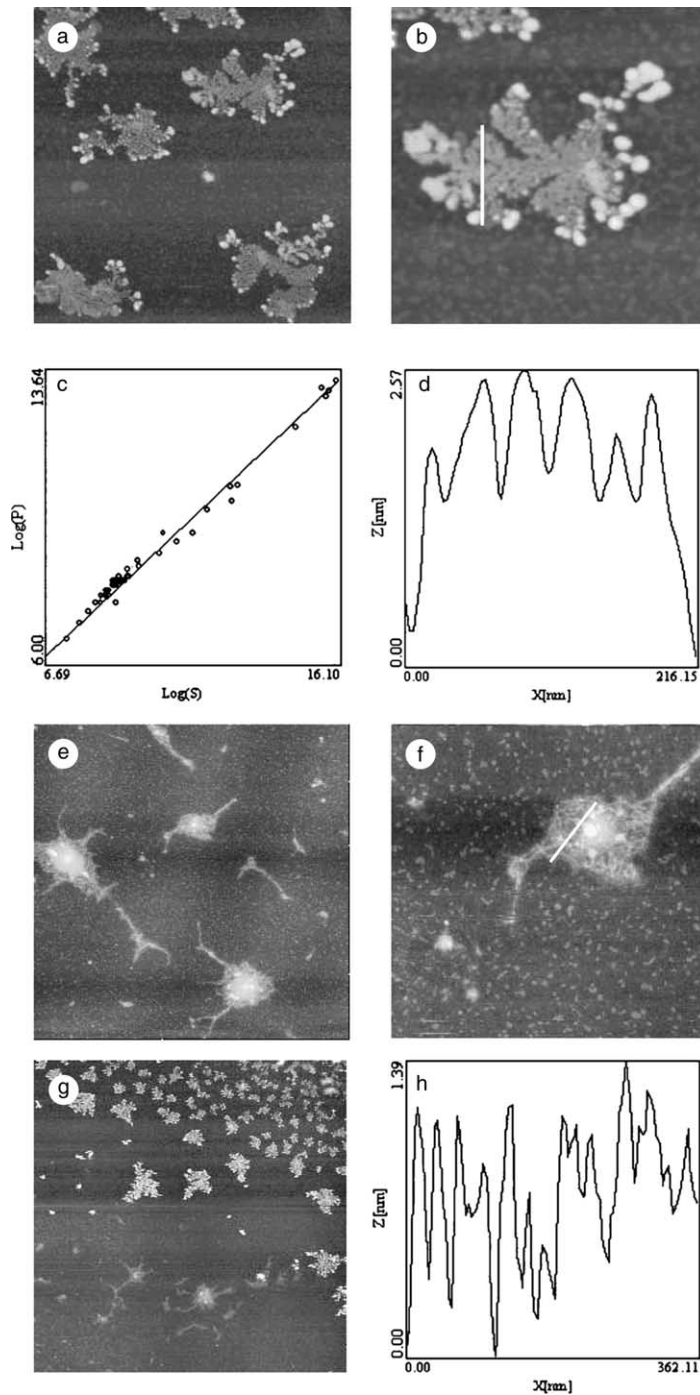 a
b
c
13.64
Log(P)
6.00
6.69
16.10
Log(S)
d
2.57
Z[nm]
0.00
0.00
216.15
X[nm]
e
f
g
h
1.39
Z[nm]
0.00
0.00
362.11
X[nm]